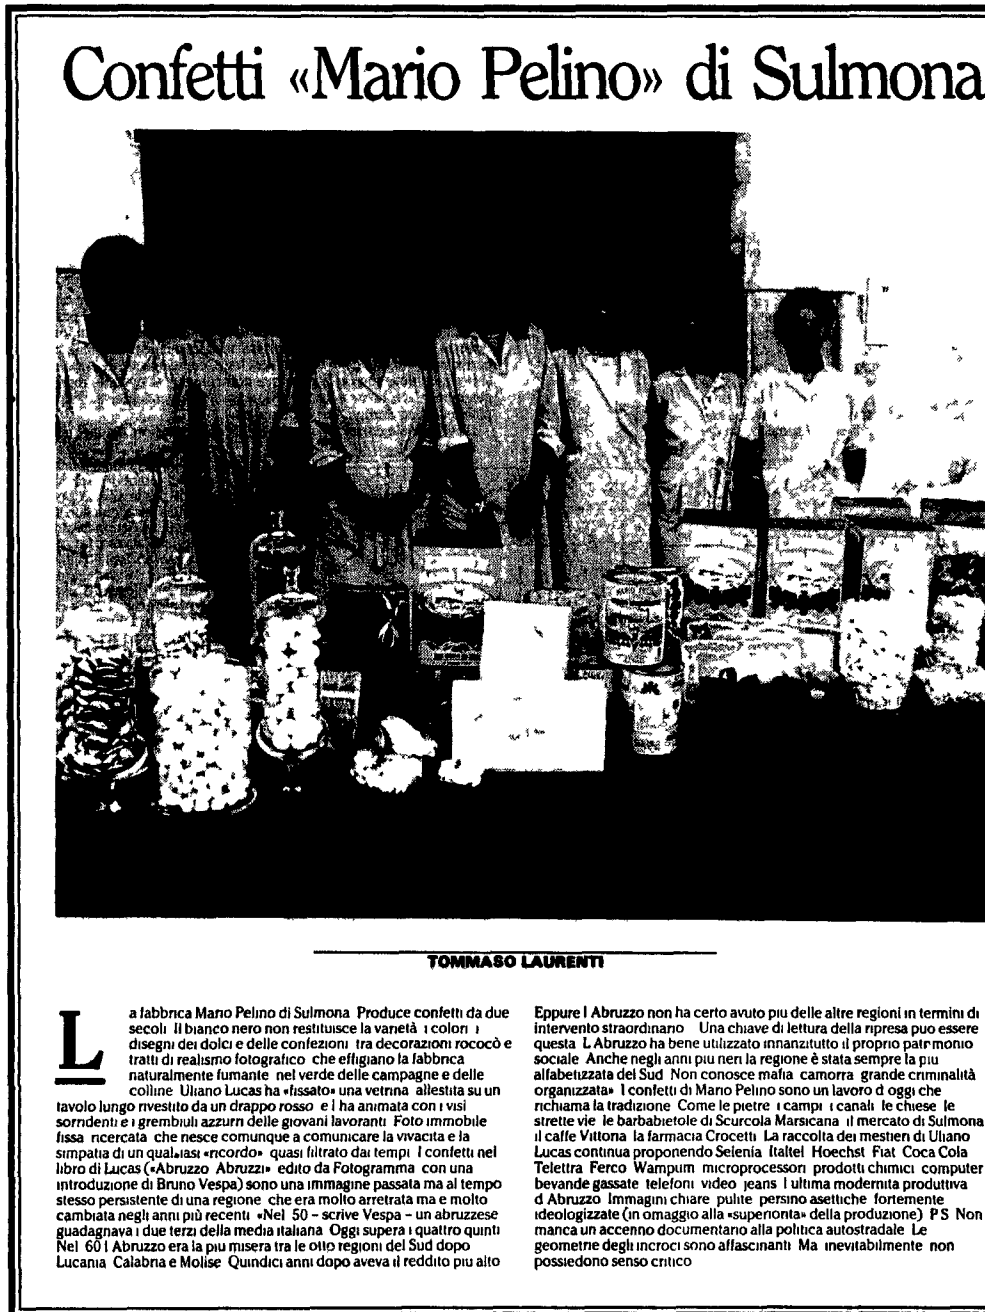 Confetti «Mario Pelino» di Sulmona
TOMMASO LAURENTI
La fabbrica Mario Pelino di Sulmona Produce confetti da due
secoli Il bianco nero non restituisce la varietà i colori i
disegni dei dolci e delle confezioni tra decorazioni rococò e
tratti di realismo fotografico che effigiano la fabbrica
naturalmente fumante nel verde delle campagne e delle
colline Uliano Lucas ha «fissato» una vetrina allestita su un
tavolo lungo rivestito da un drappo rosso e l ha animata con i visi
sorridenti e i grembiuli azzurri delle giovani lavoranti Foto immobile
fissa ricercata che riesce comunque a comunicare la vivacita e la
simpatia di un qualsiasi «ricordo» quasi filtrato dai tempi I confetti nel
libro di Lucas («Abruzzo Abruzzi» edito da Fotogramma con una
introduzione di Bruno Vespa) sono una immagine passata ma al tempo
stesso persistente di una regione che era molto arretrata ma e molto
cambiata negli anni più recenti «Nel 50 - scrive Vespa - un abruzzese
guadagnava i due terzi della media italiana Oggi supera i quattro quinti
Nel 60 l Abruzzo era la piu misera tra le otto regioni del Sud dopo
Lucania Calabria e Molise Quindici anni dopo aveva il reddito piu alto
Eppure l Abruzzo non ha certo avuto piu delle altre regioni in termini di
intervento straordinario Una chiave di lettura della ripresa puo essere
questa L Abruzzo ha bene utilizzato innanzitutto il proprio patrimonio
sociale Anche negli anni piu neri la regione è stata sempre la piu
alfabetizzata del Sud Non conosce mafia camorra grande criminalità
organizzata» I confetti di Mario Pelino sono un lavoro d oggi che
richiama la tradizione Come le pietre i campi i canali le chiese le
strette vie le barbabietole di Scurcola Marsicana il mercato di Sulmona
il caffe Vittoria la farmacia Crocetti La raccolta dei mestieri di Uliano
Lucas continua proponendo Selenia Italtel Hoechst Fiat Coca Cola
Telettra Ferco Wampum microprocessori prodotti chimici computer
bevande gassate telefoni video jeans l ultima modernita produttiva
d Abruzzo Immagini chiare pulite persino asettiche fortemente
ideologizzate (in omaggio alla «superiorita» della produzione) P S Non
manca un accenno documentario alla politica autostradale Le
geometrie degli incroci sono affascinanti Ma inevitabilmente non
possiedono senso critico